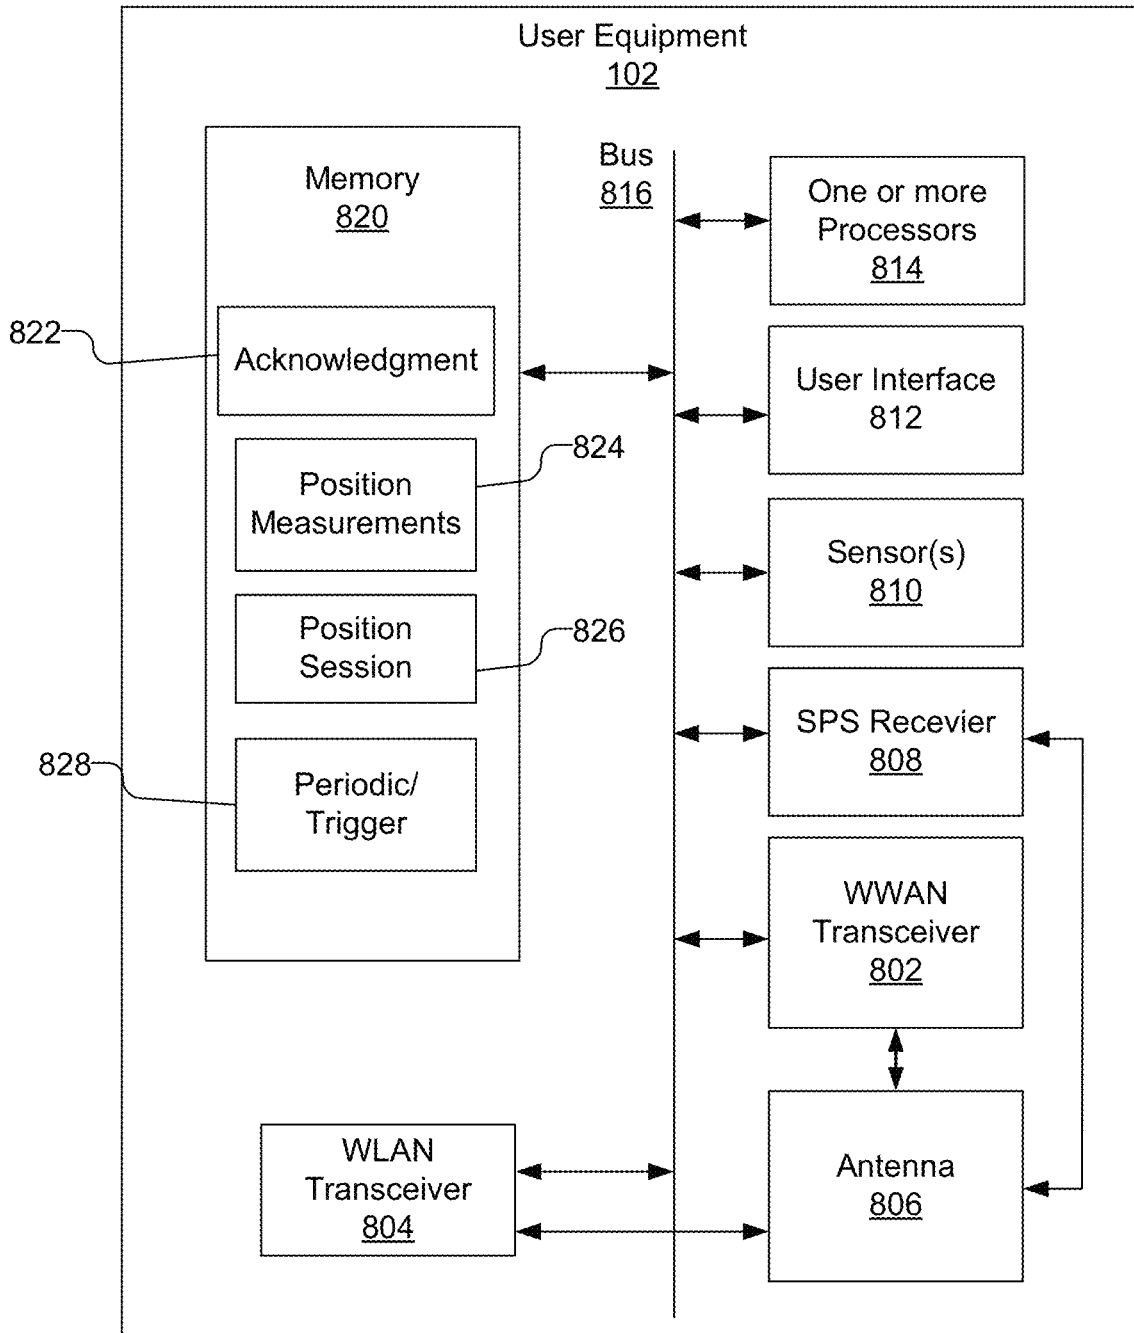 User Equipment
102
Memory
820
822
Acknowledgment
824
Position
Measurements
826
Position
Session
828
Periodic/
Trigger
Bus
816
One or more
Processors
814
User Interface
812
Sensor(s)
810
SPS Recevier
808
WWAN
Transceiver
802
WLAN
Transceiver
804
Antenna
806